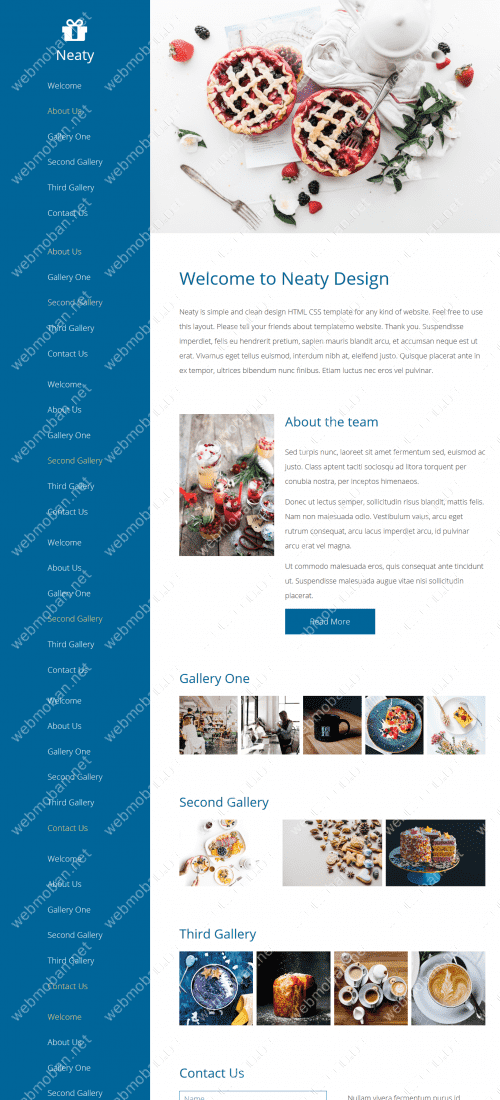 Neaty
Welcome
About Us
Gallery One
Second Gallery
Third Gallery
Contact Us
About Us
Gallery One
Second Gallery
Third Gallery
Contact Us
Welcome
About Us
Gallery One
Second Gallery
Third Gallery
Contact Us
Welcome
About Us
Gallery One
Second Gallery
Third Gallery
Contact Us
Welcome
About Us
Gallery One
Second Gallery
Third Gallery
Contact Us
Welcome
About Us
Gallery One
Second Gallery
Third Gallery
Contact Us
Welcome
About Us
Gallery One
Second Gallery
Welcome to Neaty Design
Neaty is simple and clean design HTML CSS template for any kind of website. Feel free to use
this layout. Please tell your friends about templatemo website. Thank you. Suspendisse
imperdiet, felis eu hendrerit pretium, sapien mauris blandit arcu, et accumsan neque est ut
erat. Vivamus eget tellus euismod, interdum nibh at, eleifend justo. Quisque placerat ante in
ex tempor, ultrices bibendum nunc finibus. Etiam luctus nec eros vel pulvinar.
About the team
Sed turpis nunc, laoreet sit amet fermentum sed, euismod ac
justo. Class aptent taciti sociosqu ad litora torquent per
conubia nostra, per inceptos himenaeos.
Donec ut lectus semper, sollicitudin risus blandit, mattis felis.
Nam non malesuada odio. Vestibulum varius, arcu eget
rutrum consequat, arcu lacus imperdiet arcu, id pulvinar
arcu erat vel magna.
Ut commodo malesuada eros, quis consequat ante tincidunt
ut. Suspendisse malesuada augue vitae nisi sollicitudin
placerat.
Read More
Gallery One
Second Gallery
Third Gallery
Contact Us
Name
Nullam viverra fermentum purus id
webmoban.net